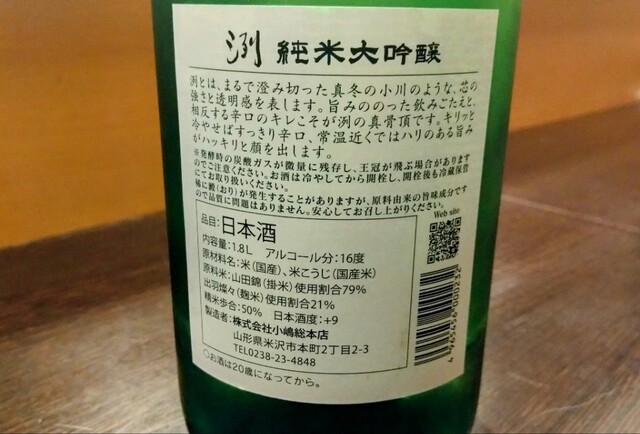 洌 純米大吟醸
洌とは、まるで澄み切った真冬の小川のような、芯の
強さと透明感を表します。旨みののった飲みごたえと、
相反する辛口のキレこそが洌の真骨頂です。キリッと
冷やせばすっきり辛口、常温近くではハリのある旨み
がハッキリと顔を出します。
※発酵時の炭酸ガスが微量に残存し、王冠が飛ぶ場合があります
のでご注意ください。お酒は冷やしてから開栓し、開栓後も冷蔵保管
にてお取り扱いください。
稀に澱(おり)が発生することがありますが、原料由来の旨味成分です
ので品質に問題はありません。安心してお召し上がりください。
Web site
品目:日本酒
内容量:1.8L アルコール分:16度
原材料名:米(国産)、米こうじ(国産米)
原料米:山田錦(掛米)使用割合79%
出羽燦々(麹米)使用割合21%
精米歩合:50% 日本酒度:+9
製造者:株式会社小嶋総本店
山形県米沢市本町2丁目2-3
TEL0238-23-4848
○お酒は20歳になってから。
4965456000252